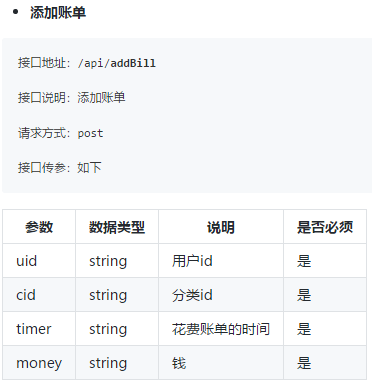 添加账单
接口地址：/api/addBill
接口说明：添加账单
请求方式：post
接口传参：如下
参数 数据类型 说明 是否必须
uid string 用户id 是
cid string 分类id 是
timer string 花费账单的时间 是
money string 钱 是